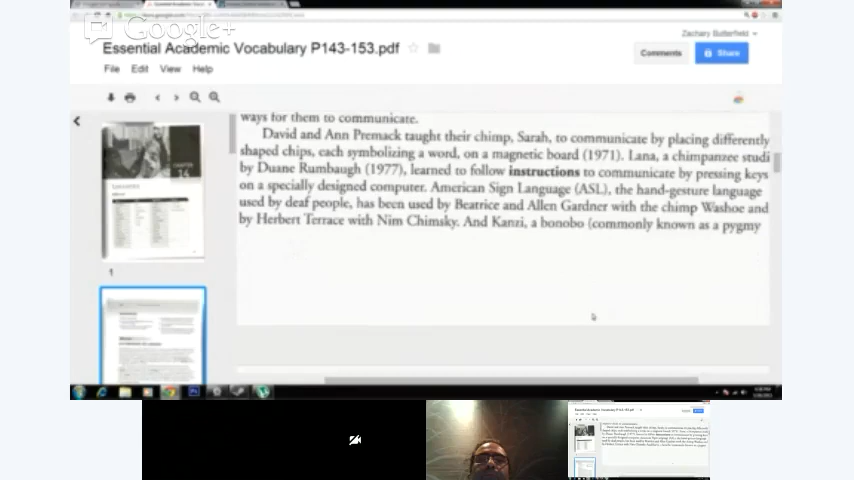 Google+
Zachary Butterfield
Essential Academic Vocabulary P143-153.pdf
Comments
Share
File Edit View Help
ways for them to communicate.
David and Ann Premack taught their chimp, Sarah, to communicate by placing differently
shaped chips, each symbolizing a word, on a magnetic board (1971). Lana, a chimpanzee studi
by Duane Rumbaugh (1977), learned to follow instructions to communicate by pressing keys
on a specially designed computer. American Sign Language (ASL), the hand-gesture language
used by deaf people, has been used by Beatrice and Allen Gardner with the chimp Washoe and
by Herbert Terrace with Nim Chimsky. And Kanzi, a bonobo (commonly known as a pygmy
CHAPTER
14
1